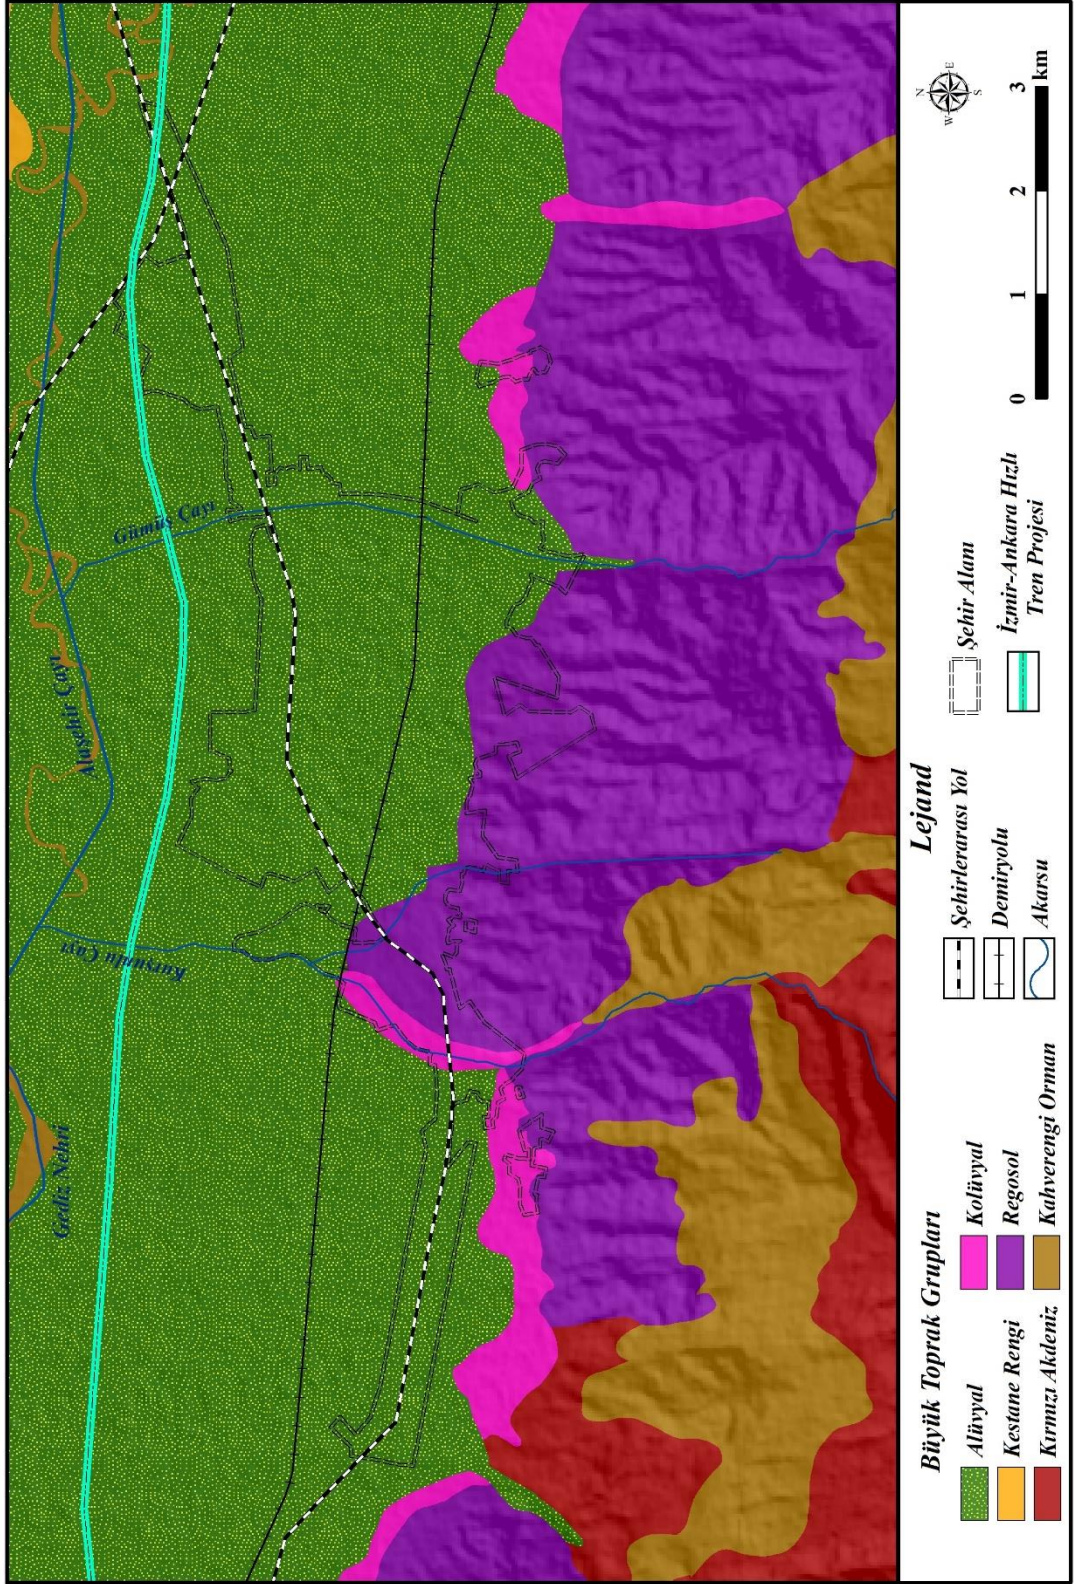 Gediz Nehri
Kurşunlu Çayı
Alaşehir Çayı
Gümüş Çayı
Büyük Toprak Grupları
Alüvyal
Kestane Rengi
Kırmızı Akdeniz
Kolüvyal
Regosol
Kahverengi Orman
Lejand
Şehirlerarası Yol
Demiryolu
Akarsu
Şehir Alanı
İzmir-Ankara Hızlı
Tren Projesi
N
W E
S
0 1 2 3
km